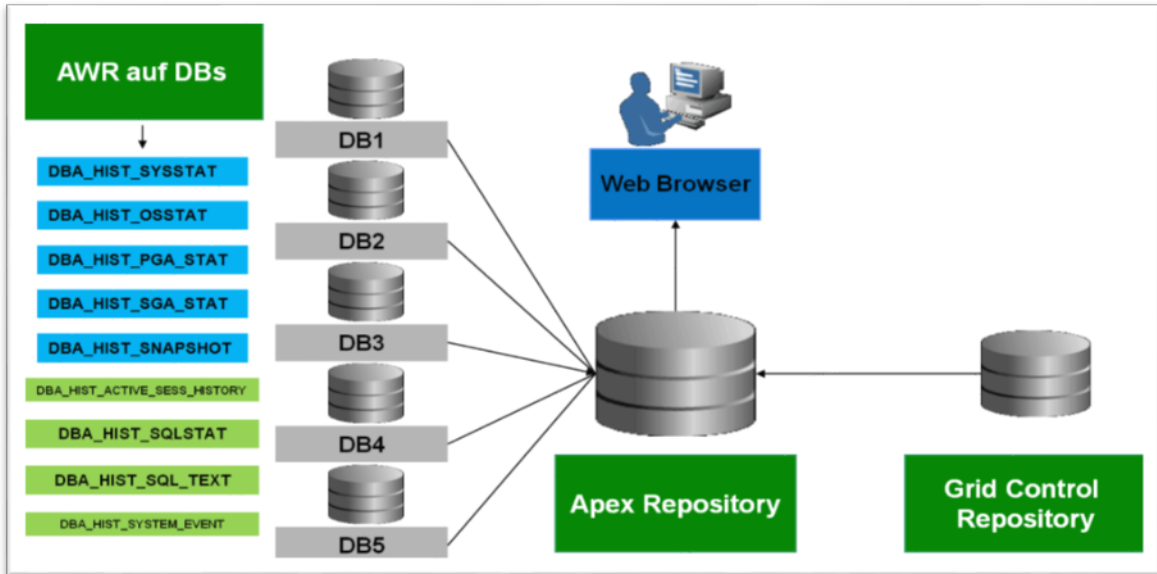 AWR auf DBs
DBA_HIST_SYSSTAT
DBA_HIST_OSSTAT
DBA_HIST_PGA_STAT
DBA_HIST_SGA_STAT
DBA_HIST_SNAPSHOT
DBA_HIST_ACTIVE_SESS_HISTORY
DBA_HIST_SQLSTAT
DBA_HIST_SQL_TEXT
DBA_HIST_SYSTEM_EVENT
DB1
DB2
DB3
DB4
DB5
Web Browser
Apex Repository
Grid Control
Repository